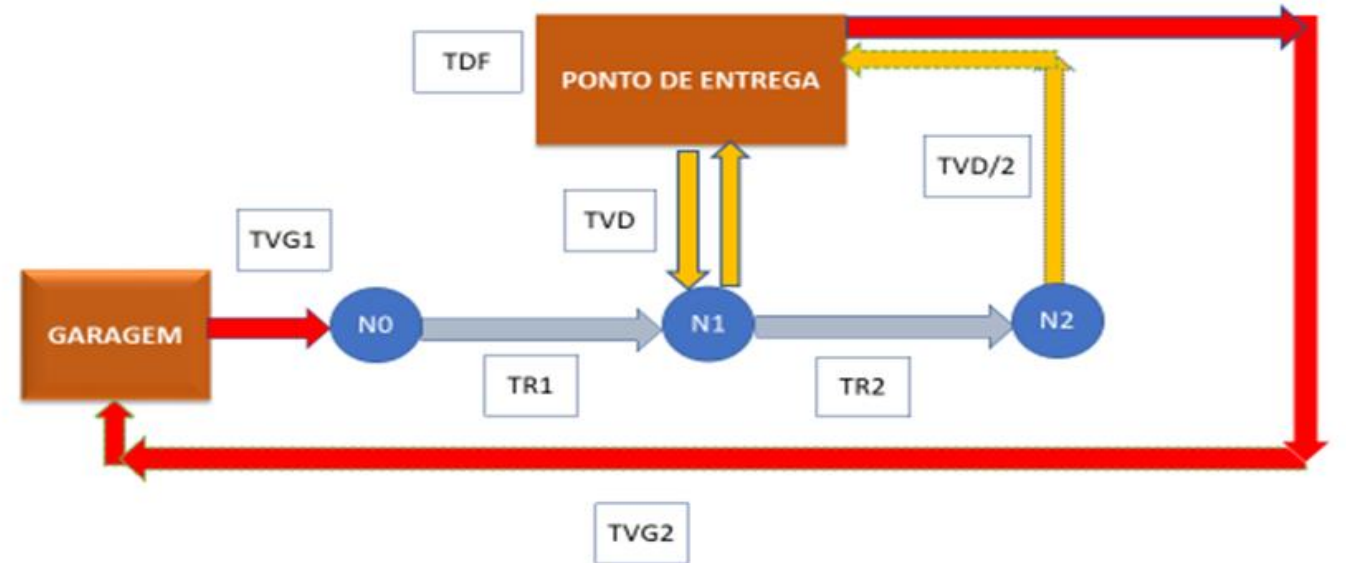 TDF
PONTO DE ENTREGA
TVD/2
TVD
TVG1
GARAGEM
N0
N1
N2
TR1
TR2
TVG2